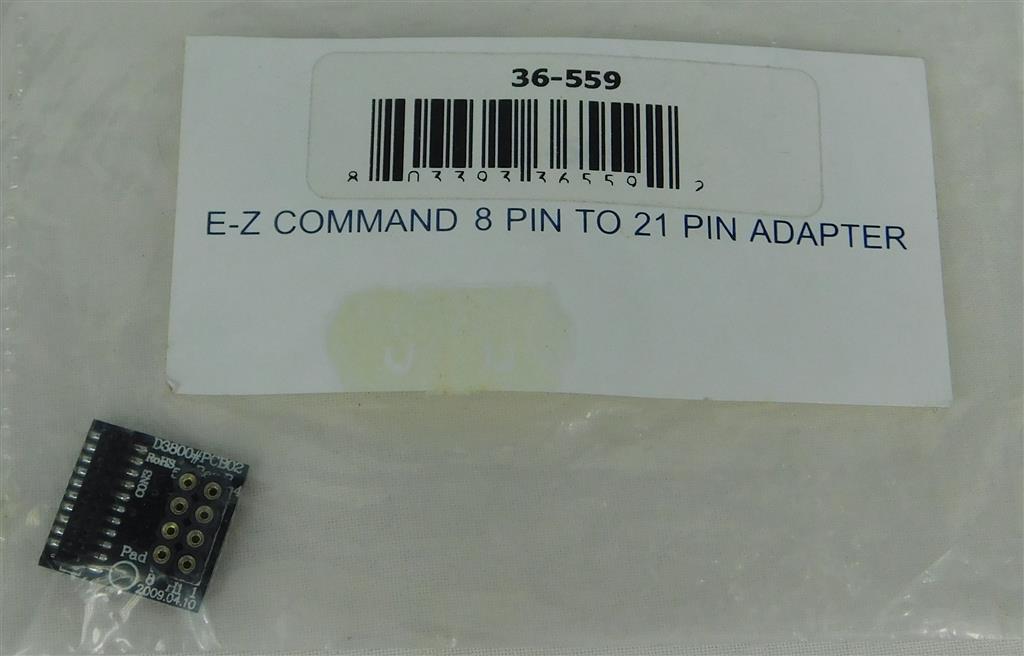 36-559
8 03393 36559 2
E-Z COMMAND 8 PIN TO 21 PIN ADAPTER
D3800#PCB02
RoHS
CON3
Pad
8 1
2009.04.10